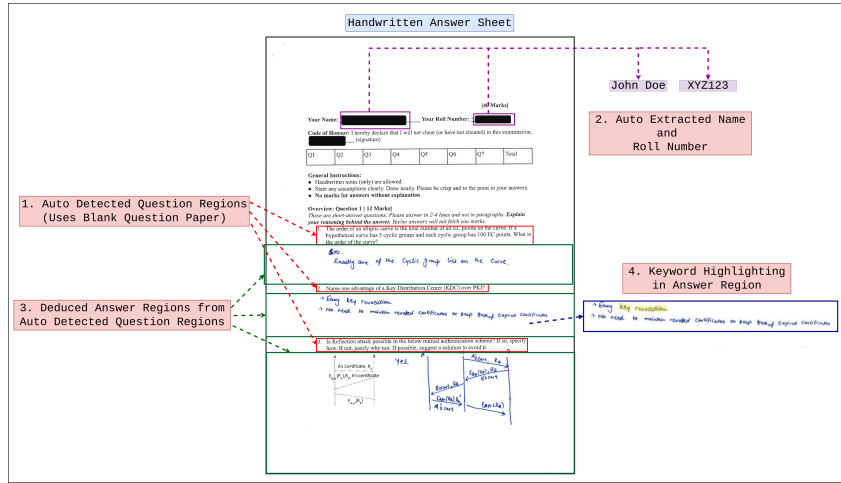 Handwritten Answer Sheet
John Doe XYZ123
[40 Marks]
2. Auto Extracted Name
and
Roll Number
Your Name: Your Roll Number:
Code of Honour: I hereby declare that I will not cheat (or have not cheated) in this examination.
(signature)
Q1 Q2 Q3 Q4 Q5 Q6 Q7 Total
General Instructions:
● Handwritten notes (only) are allowed.
● State any assumptions clearly. Draw neatly. Please be crisp and to the point in your answers.
● No marks for answers without explanation
1. Auto Detected Question Regions
(Uses Blank Question Paper)
Overview: Question 1 [ 12 Marks]
These are short-answer questions. Please answer in 2-4 lines and not in paragraphs. Explain
your reasoning behind the answer. Yes/no answers will not fetch you marks.
1. The order of an elliptic curve is the total number of all EC points on the curve. If a
hypothetical curve has 5 cyclic groups and each cyclic group has 100 EC points. What is
the order of the curve?
Exactly one of the Cyclic group lies on the Curve.
4. Keyword Highlighting
in Answer Region
2. Name one advantage of a Key Distribution Center (KDC) over PKI?
3. Deduced Answer Regions from
Auto Detected Question Regions
→ Easy key revocation
→ No need to maintain revoked certificates or keep track of expired certificates
→ Easy key revocation
→ No need to maintain revoked certificates or keep track of expired certificates
3. Is Reflection attack possible in the below mutual authentication scheme? If so, specify
how. If not, justify why not. If possible, suggest a solution to avoid it.
A B
A's Certificate, R
Yes.
A